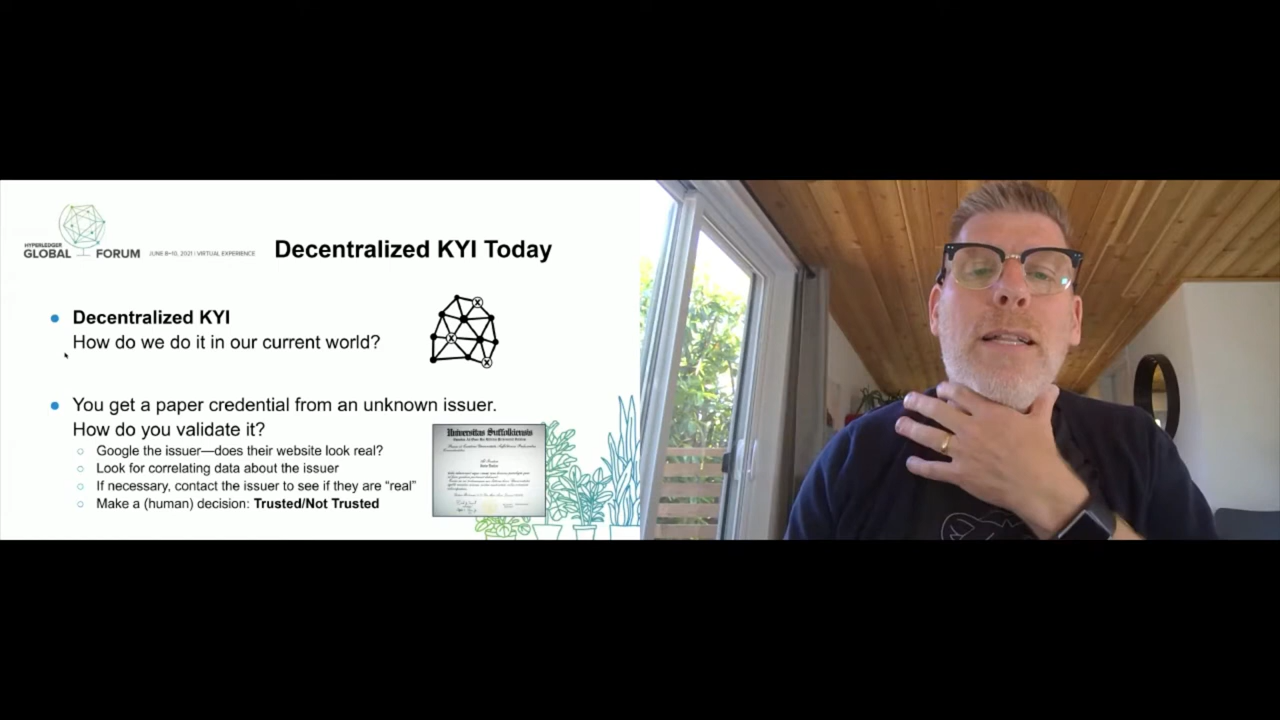 HYPERLEDGER
GLOBAL FORUM
JUNE 8-10, 2021 | VIRTUAL EXPERIENCE
Decentralized KYI Today
Decentralized KYI
How do we do it in our current world?
You get a paper credential from an unknown issuer.
How do you validate it?
Google the issuer—does their website look real?
Look for correlating data about the issuer
If necessary, contact the issuer to see if they are “real”
Make a (human) decision: Trusted/Not Trusted
Universitas Suffolkiensis